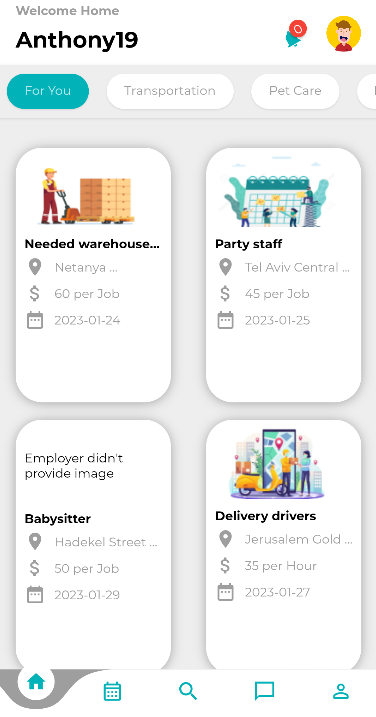 Welcome Home
Anthony19
0
For You
Transportation
Pet Care
Needed warehouse...
Netanya ...
60 per Job
2023-01-24
Party staff
Tel Aviv Central ...
45 per Job
2023-01-25
Employer didn't
provide image
Babysitter
Hadekel Street ...
50 per Job
2023-01-29
Delivery drivers
Jerusalem Gold ...
35 per Hour
2023-01-27